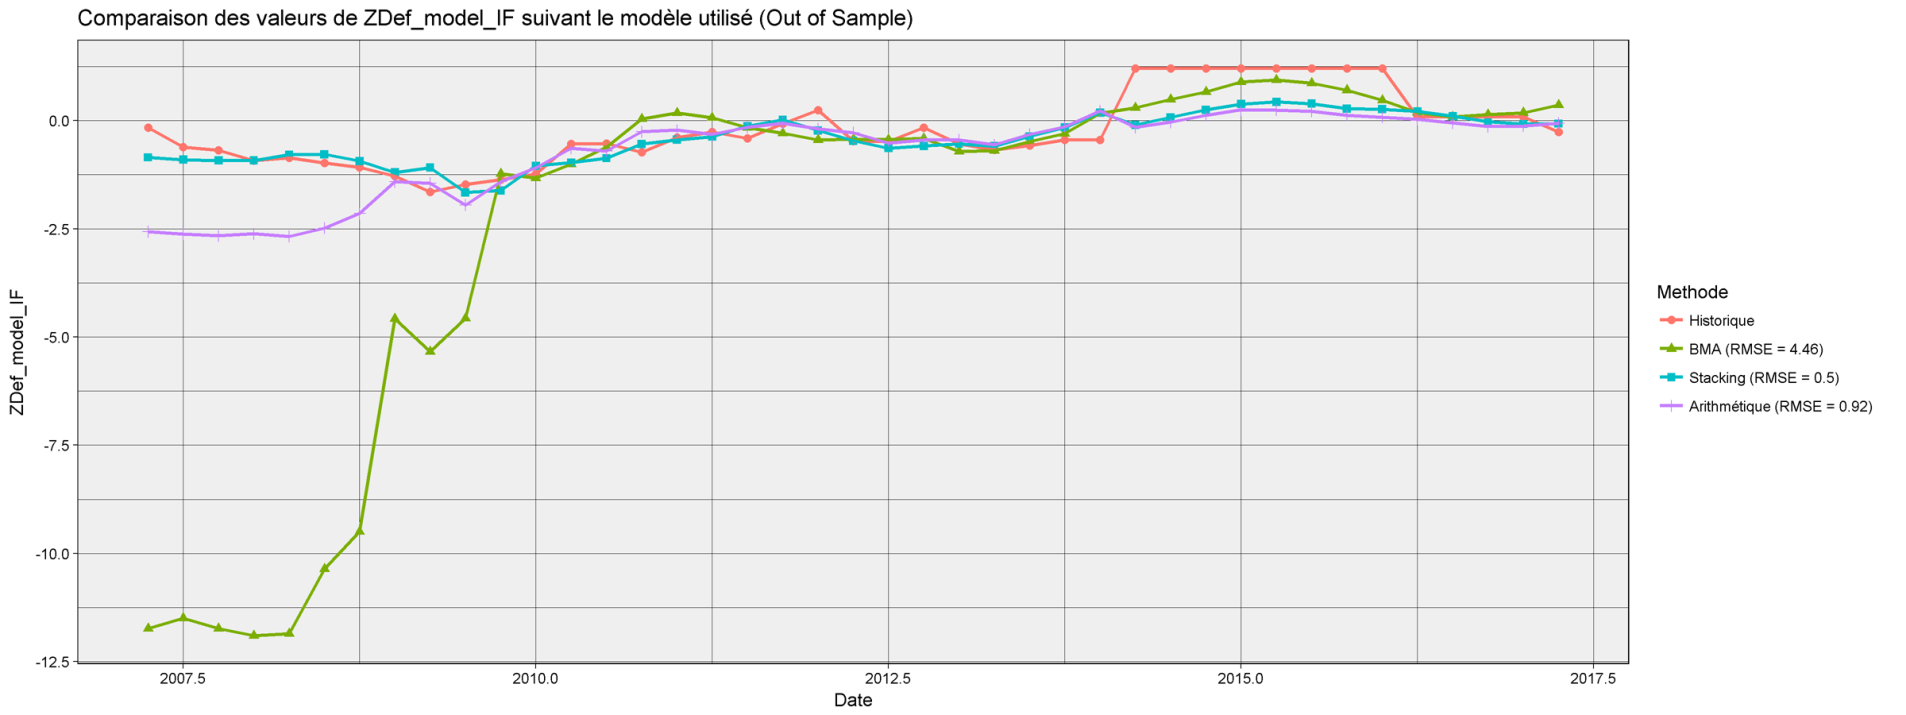 Comparaison des valeurs de ZDef_model_IF suivant le modèle utilisé (Out of Sample)
0.0
-2.5
-5.0
-7.5
-10.0
-12.5
ZDef_model_IF
2007.5
2010.0
2012.5
2015.0
2017.5
Date
Methode
Historique
BMA (RMSE = 4.46)
Stacking (RMSE = 0.5)
Arithmétique (RMSE = 0.92)